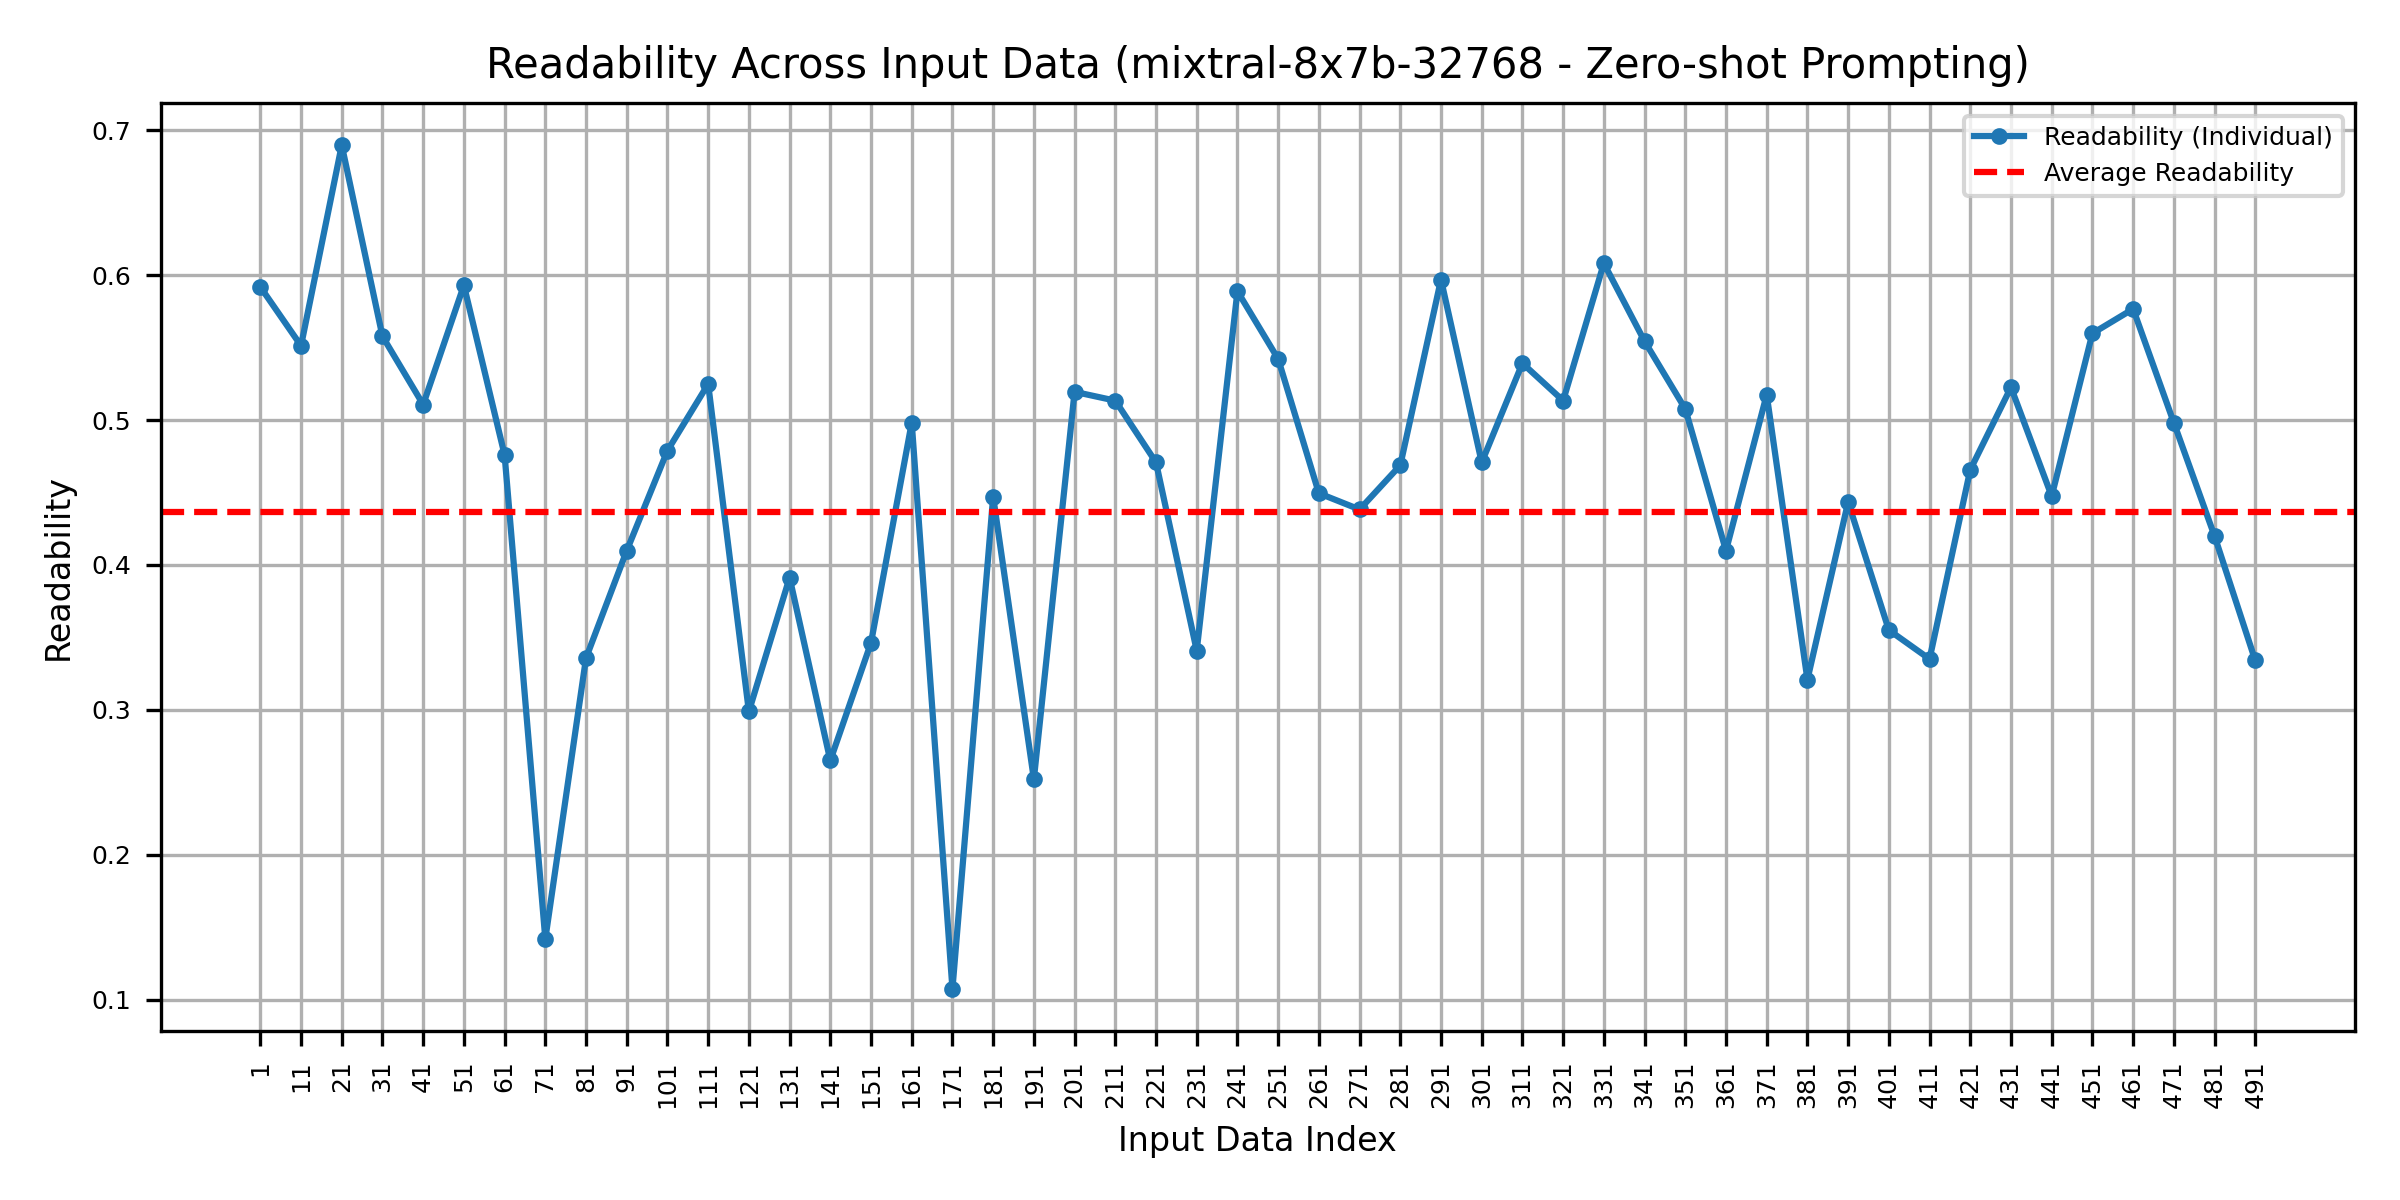 Readability Across Input Data (mixtral-8x7b-32768 - Zero-shot Prompting)
Readability (Individual)
Average Readability
Readability
0.7
0.6
0.5
0.4
0.3
0.2
0.1
1 11 21 31 41 51 61 71 81 91 101 111 121 131 141 151 161 171 181 191 201 211 221 231 241 251 261 271 281 291 301 311 321 331 341 351 361 371 381 391 401 411 421 431 441 451 461 471 481 491
Input Data Index